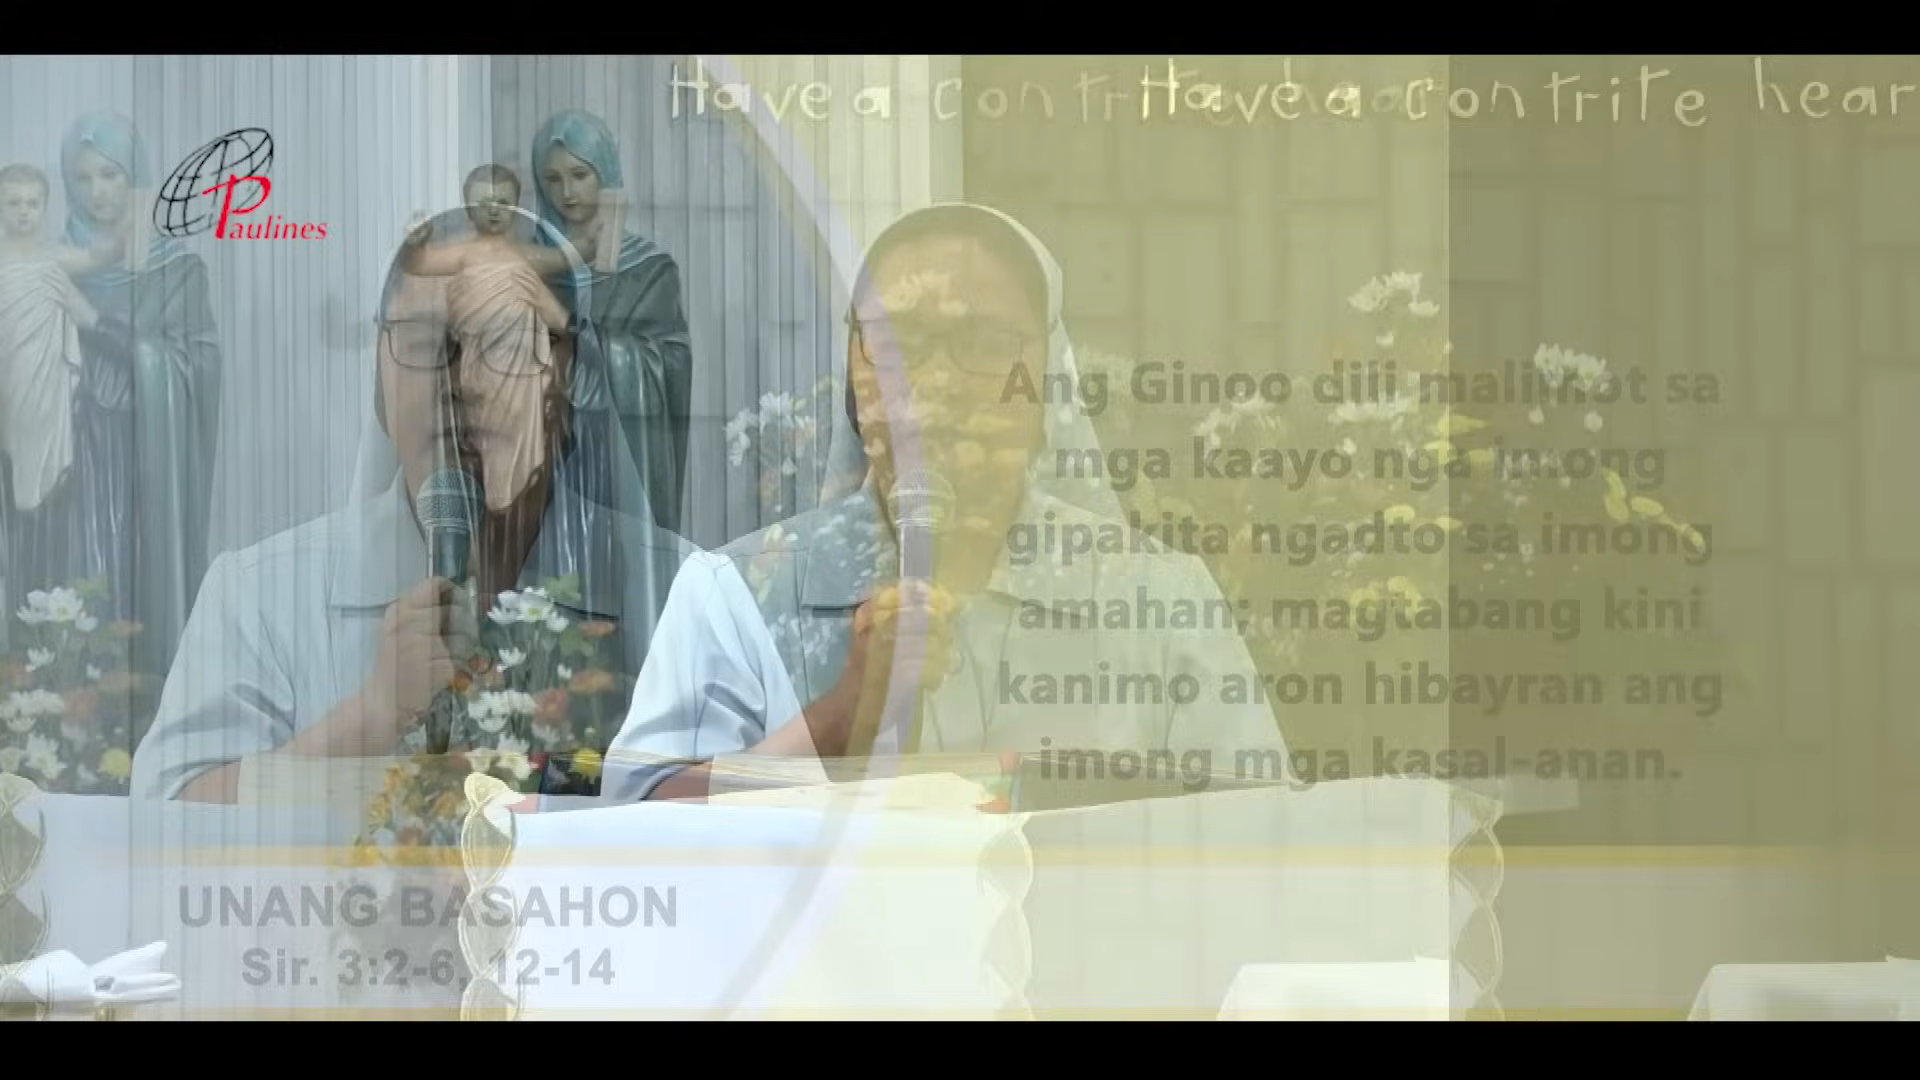 Have a contrite hear
Paulines
Ang Ginoo dili malimot sa
mga kaayo nga imong
gipakita ngadto sa imong
amahan; magtabang kini
kanimo aron hibayran ang
imong mga kasal-anan.
UNANG BASAHON
Sir. 3:2-6, 12-14